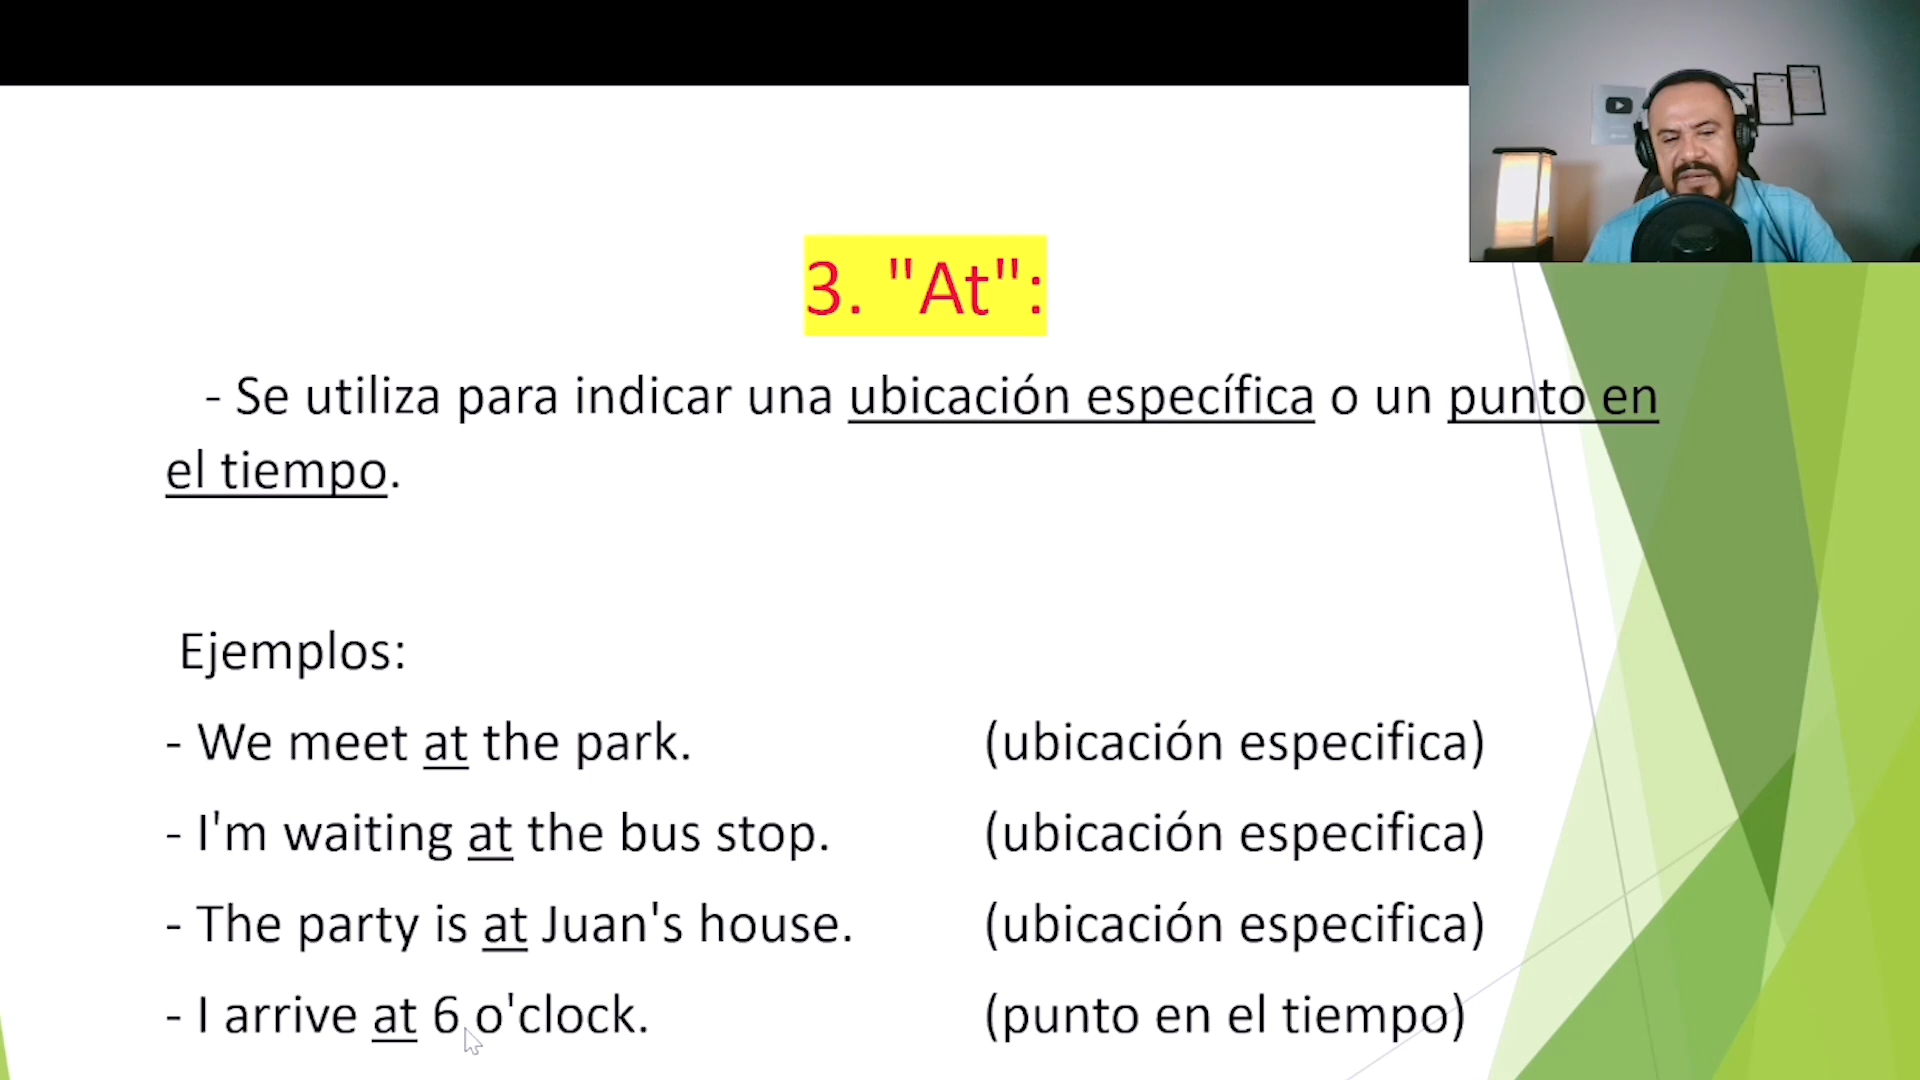 3. "At":
- Se utiliza para indicar una ubicación específica o un punto en
el tiempo.
Ejemplos:
- We meet at the park. (ubicación especifica)
- I'm waiting at the bus stop. (ubicación especifica)
- The party is at Juan's house. (ubicación especifica)
- I arrive at 6 o'clock. (punto en el tiempo)